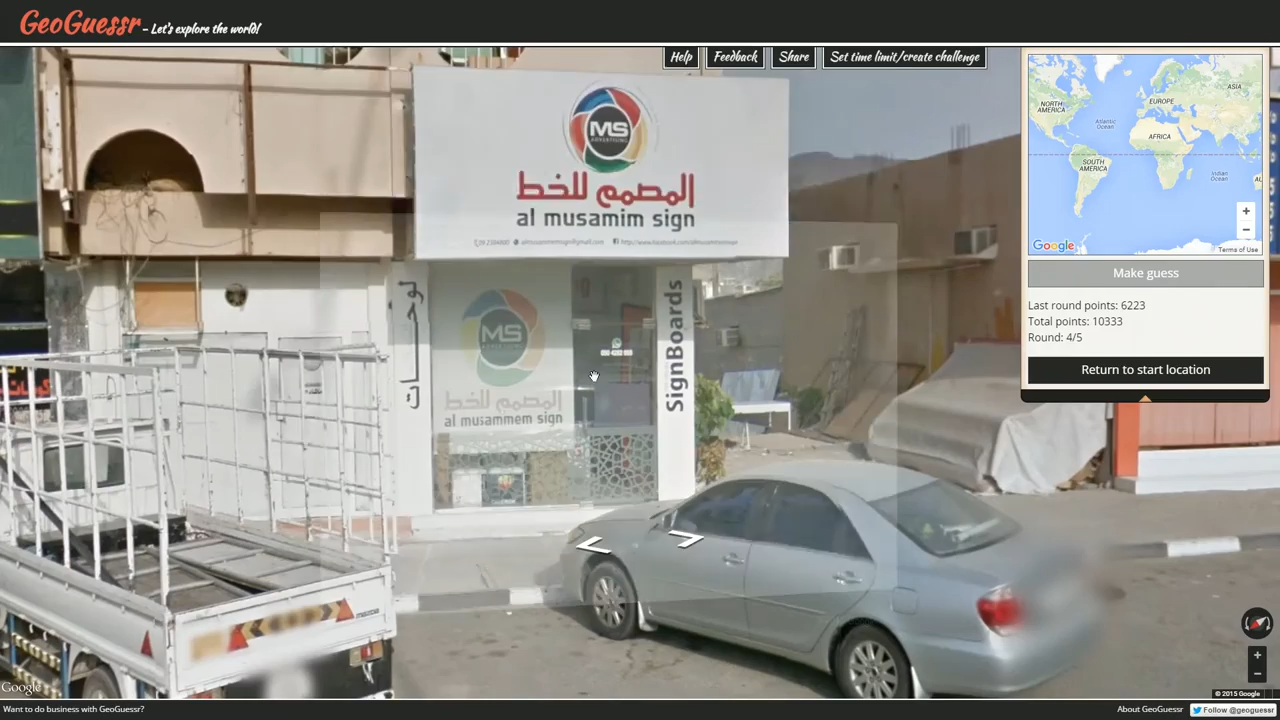 GeoGuessr - Let's explore the world!
Help
Feedback
Share
Set time limit/create challenge
NORTH AMERICA
EUROPE
ASIA
Atlantic Ocean
AFRICA
SOUTH AMERICA
Indian Ocean
Google
Terms of Use
Make guess
Last round points: 6223
Total points: 10333
Round: 4/5
Return to start location
MS
ADVERTISING
المصمم للخط
al musamim sign
لوحات
SignBoards
MS
المصمم للخط
al musammem sign
mazda
Google
© 2015 Google
Want to do business with GeoGuessr?
About GeoGuessr
Follow @geoguessr